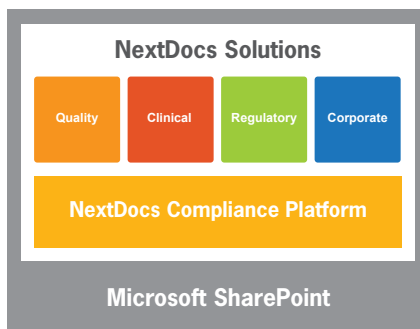 NextDocs Solutions
Quality Clinical Regulatory Corporate
NextDocs Compliance Platform
Microsoft SharePoint